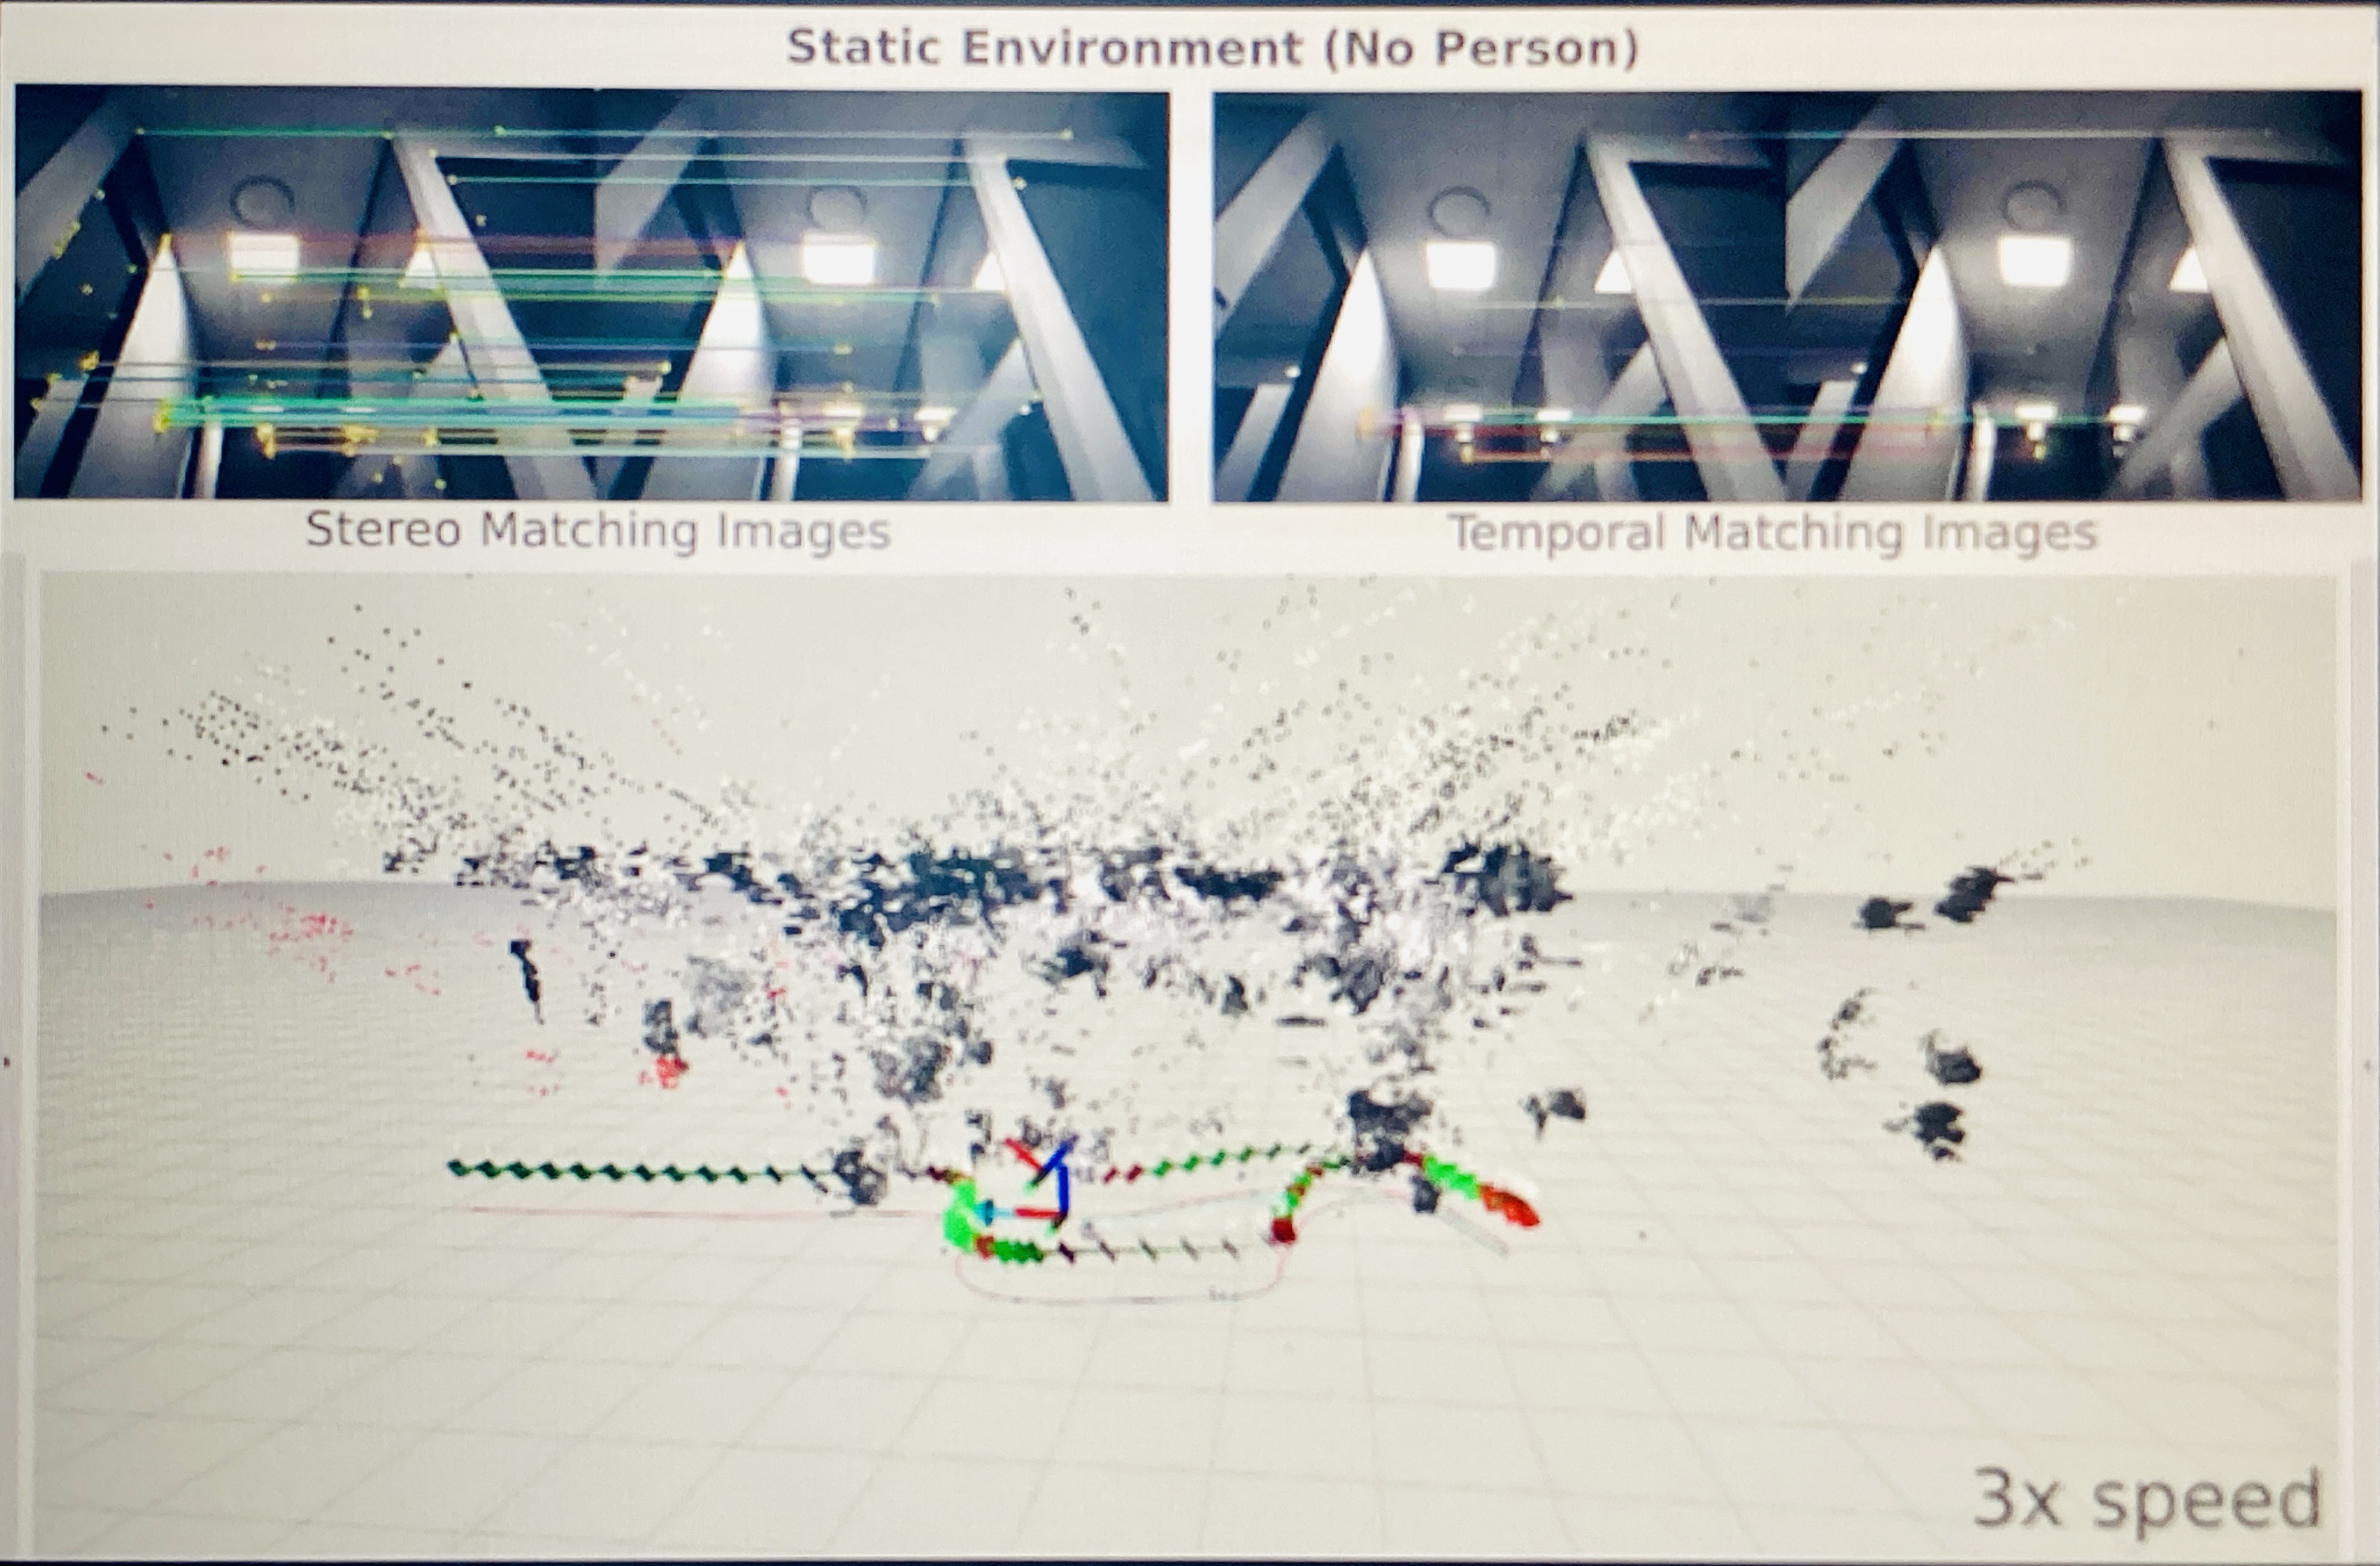 Static Environment (No Person)
Stereo Matching Images
Temporal Matching Images
3x speed